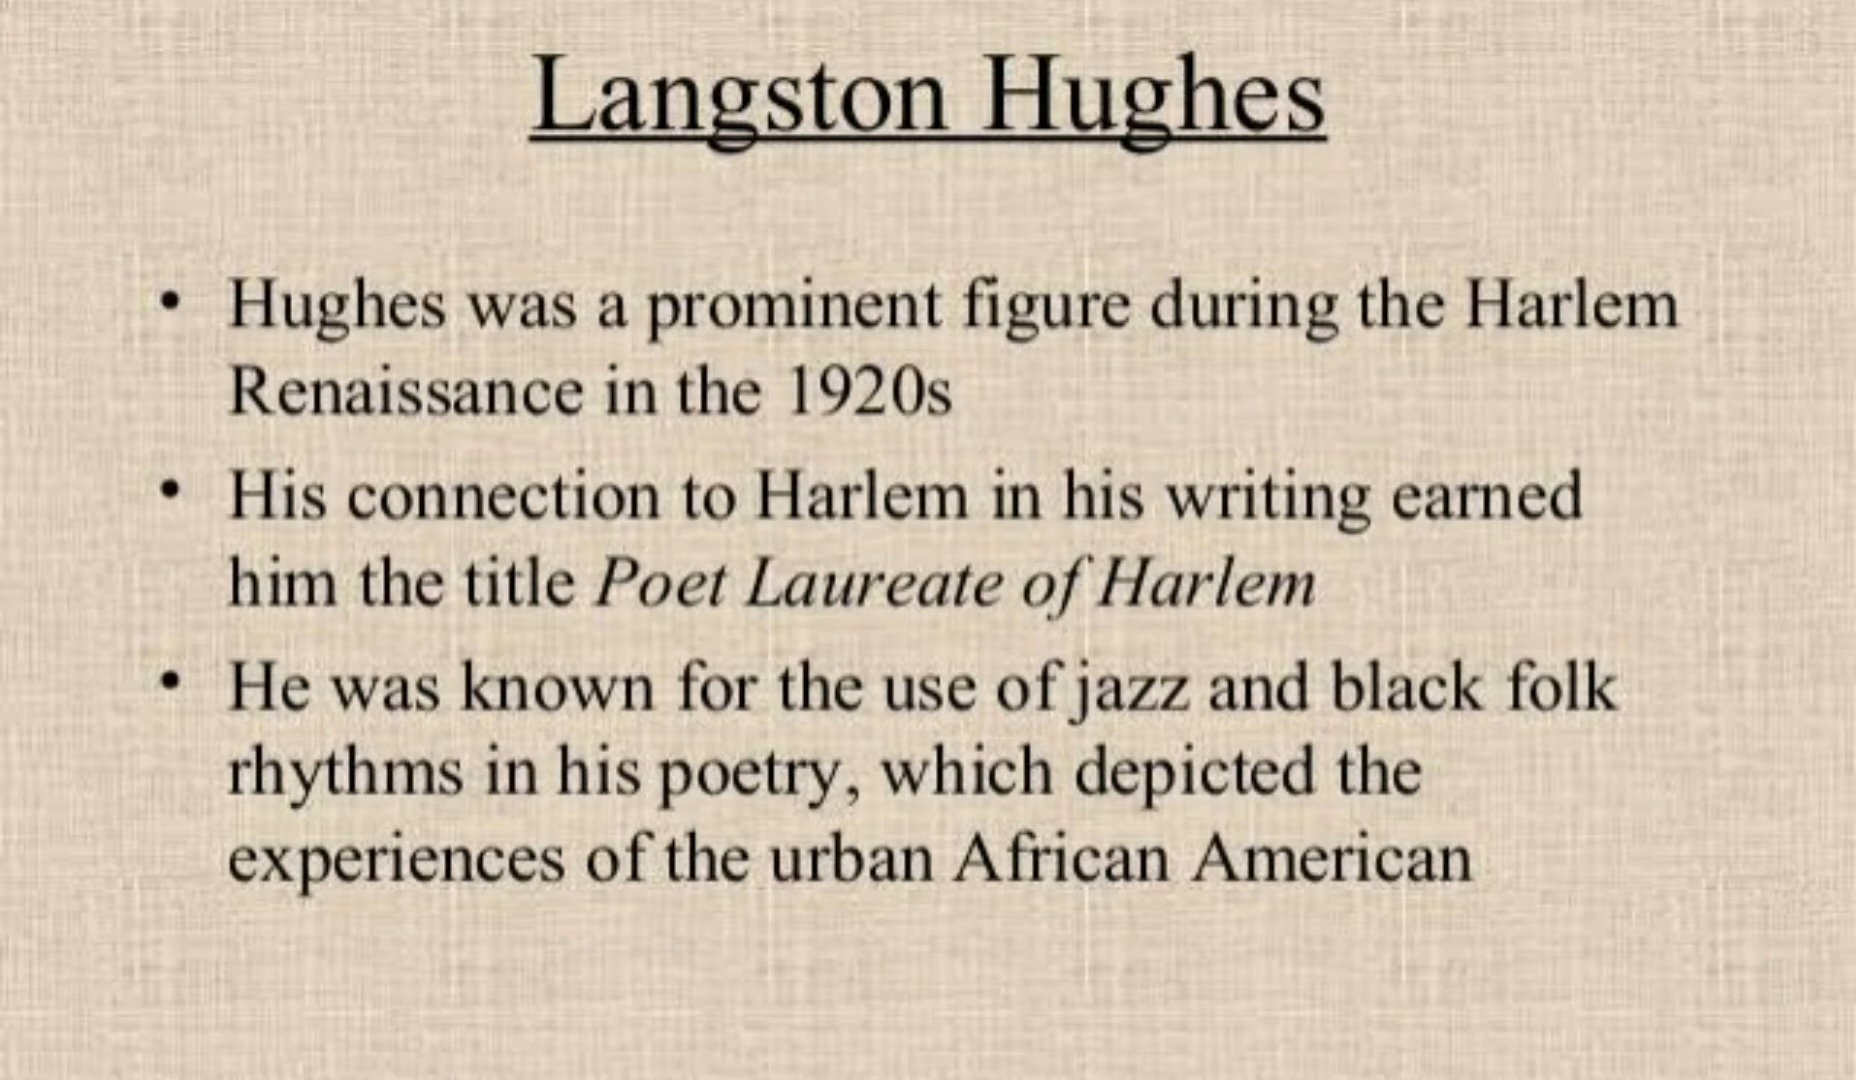 Langston Hughes
• Hughes was a prominent figure during the Harlem
Renaissance in the 1920s
• His connection to Harlem in his writing earned
him the title Poet Laureate of Harlem
• He was known for the use of jazz and black folk
rhythms in his poetry, which depicted the
experiences of the urban African American